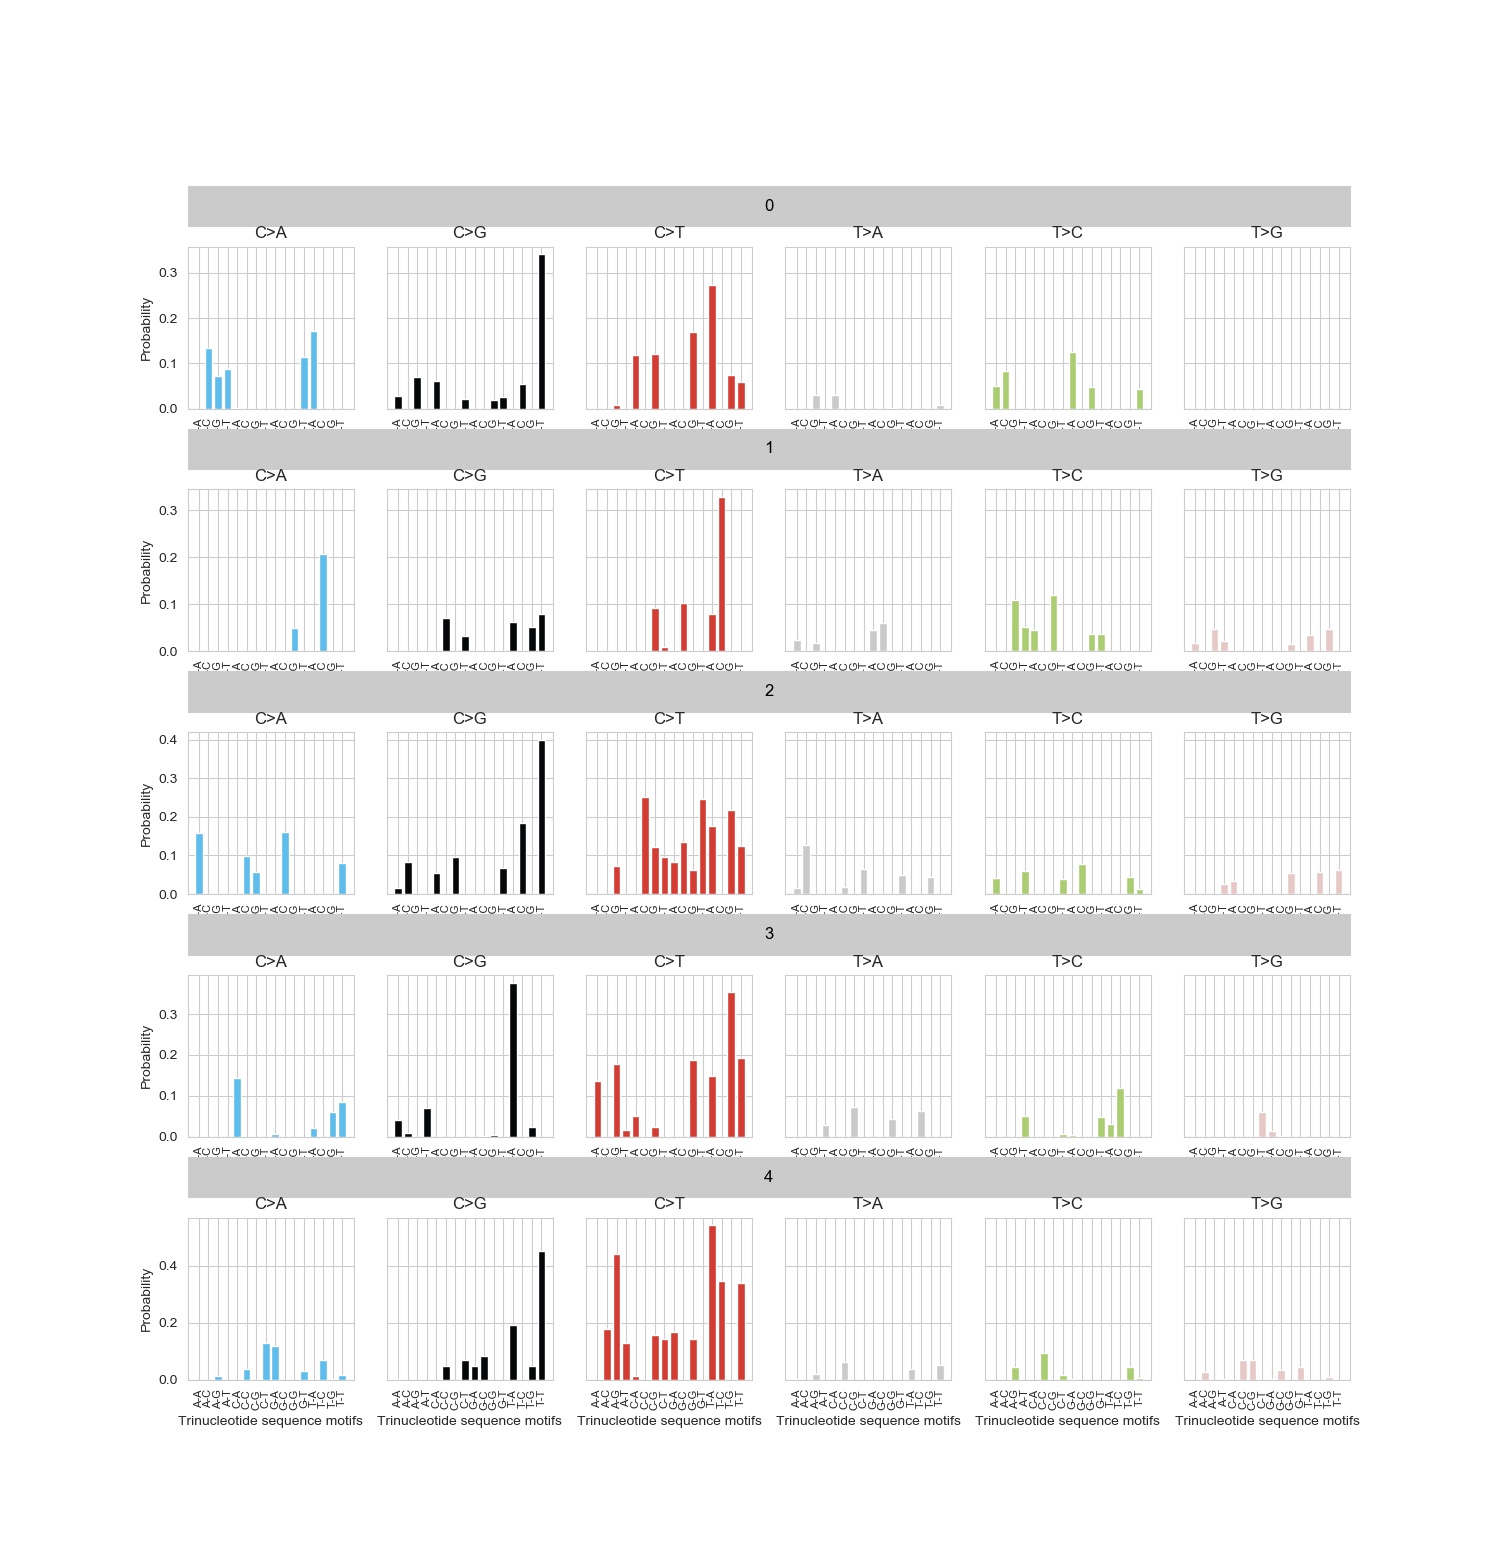 0
C>A C>G C>T T>A T>C T>G
0.3
0.2
0.1
0.0
Probability
1
C>A C>G C>T T>A T>C T>G
0.3
0.2
0.1
0.0
Probability
2
C>A C>G C>T T>A T>C T>G
0.4
0.3
0.2
0.1
0.0
Probability
3
C>A C>G C>T T>A T>C T>G
0.3
0.2
0.1
0.0
Probability
4
C>A C>G C>T T>A T>C T>G
0.4
0.2
0.0
Probability
A-A A-C A-G A-T C-A C-C C-G C-T G-A G-C G-G G-T T-A T-C T-G T-T
A-A A-C A-G A-T C-A C-C C-G C-T G-A G-C G-G G-T T-A T-C T-G T-T
A-A A-C A-G A-T C-A C-C C-G C-T G-A G-C G-G G-T T-A T-C T-G T-T
A-A A-C A-G A-T C-A C-C C-G C-T G-A G-C G-G G-T T-A T-C T-G T-T
A-A A-C A-G A-T C-A C-C C-G C-T G-A G-C G-G G-T T-A T-C T-G T-T
A-A A-C A-G A-T C-A C-C C-G C-T G-A G-C G-G G-T T-A T-C T-G T-T
Trinucleotide sequence motifs Trinucleotide sequence motifs Trinucleotide sequence motifs Trinucleotide sequence motifs Trinucleotide sequence motifs Trinucleotide sequence motifs